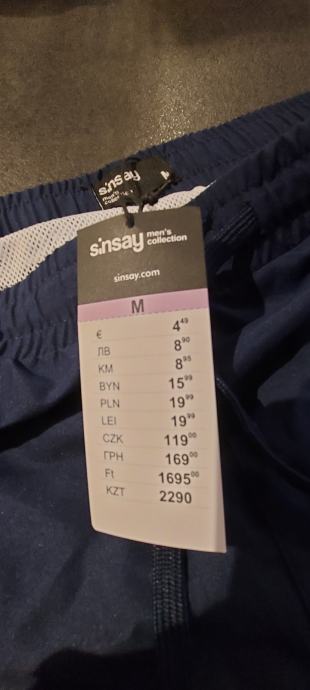 sinsay
men's
M
sinsay men's collection
sinsay.com
M
€ 4⁴⁹
ЛВ 8⁹⁰
KM 8⁹⁵
BYN 15⁹⁹
PLN 19⁹⁹
LEI 19⁹⁹
CZK 119⁰⁰
ГРН 169⁰⁰
Ft 1695⁰⁰
KZT 2290